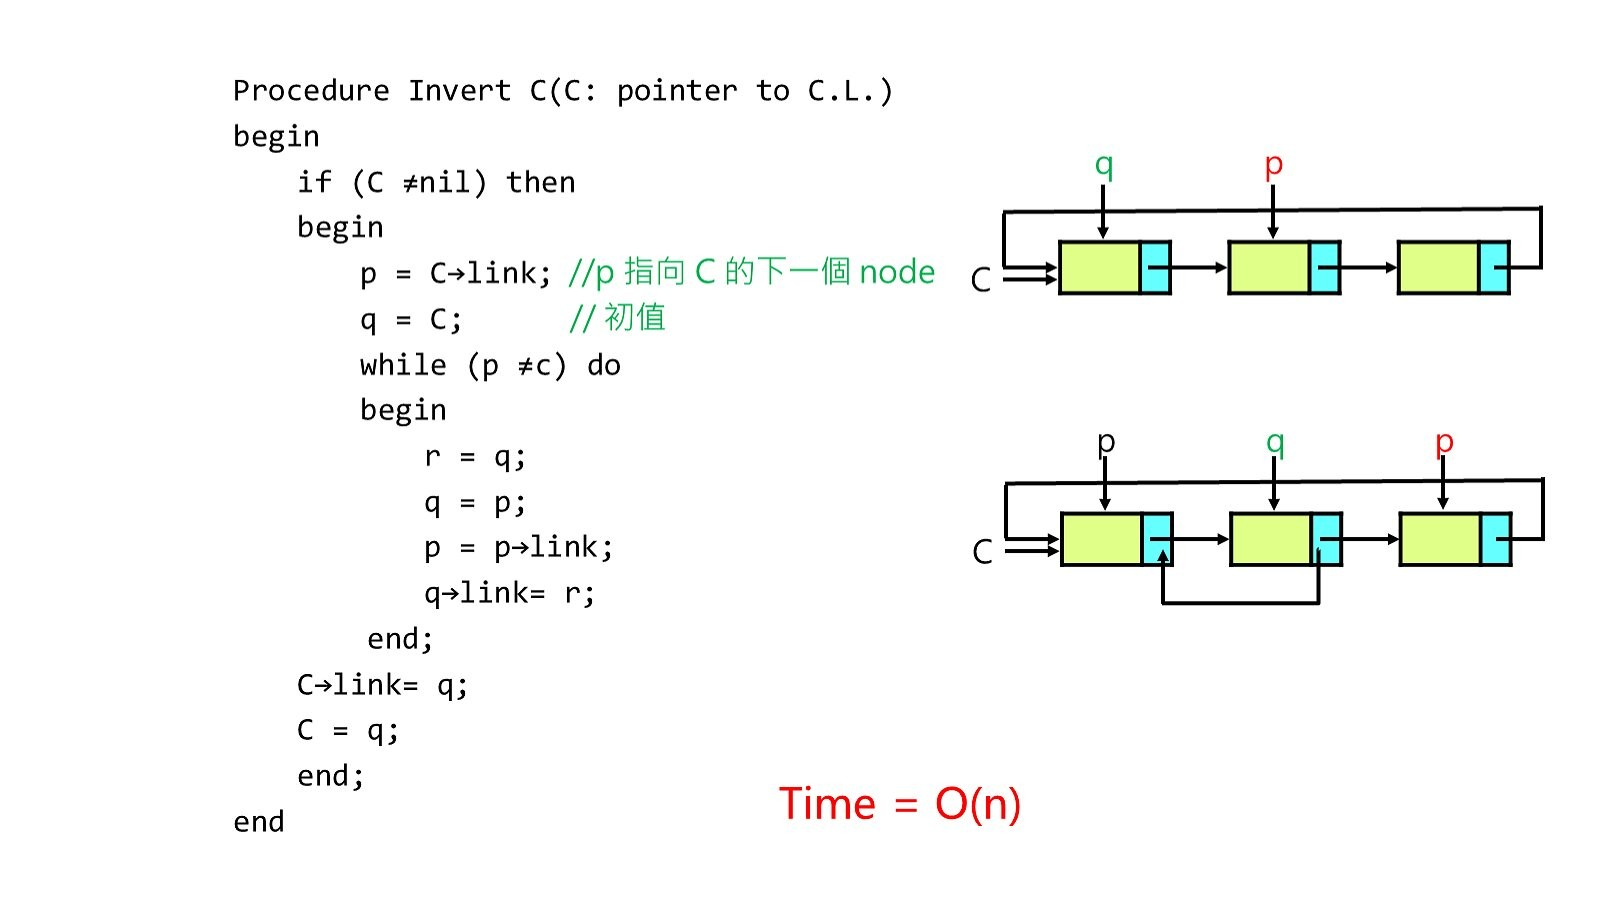 Procedure Invert C(C: pointer to C.L.)
begin
if (C ≠nil) then
begin
p = C→link; //p 指向 C 的下一個 node
q = C; // 初值
while (p ≠c) do
begin
r = q;
q = p;
p = p→link;
q→link= r;
end;
C→link= q;
C = q;
end;
end
q p
C
p q p
C
Time = O(n)